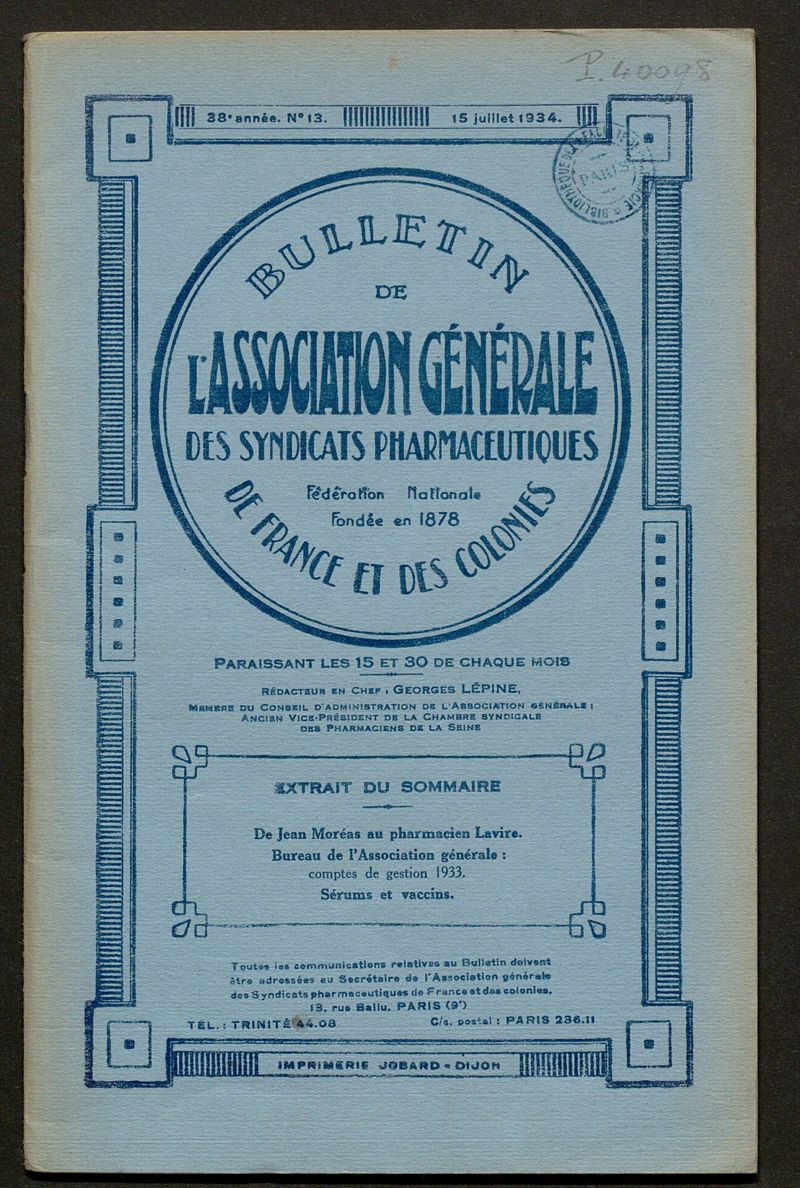 P. 40098
38e année. N° 13. 15 juillet 1934.
BIBLIOTHÈQUE PARIS
BULLETIN
DE
L'ASSOCIATION GÉNÉRALE
DES SYNDICATS PHARMACEUTIQUES
Fédération Nationale
Fondée en 1878
DE FRANCE ET DES COLONIES
PARAISSANT LES 15 ET 30 DE CHAQUE MOIS
RÉDACTEUR EN CHEF : GEORGES LÉPINE,
MEMBRE DU CONSEIL D'ADMINISTRATION DE L'ASSOCIATION GÉNÉRALE ;
ANCIEN VICE-PRÉSIDENT DE LA CHAMBRE SYNDICALE
DES PHARMACIENS DE LA SEINE
EXTRAIT DU SOMMAIRE
De Jean Moréas au pharmacien Lavire.
Bureau de l'Association générale :
comptes de gestion 1933.
Sérums et vaccins.
Toutes les communications relatives au Bulletin doivent
être adressées au Secrétaire de l'Association générale
des Syndicats pharmaceutiques de France et des colonies.
13, rue Ballu, PARIS (9e)
TÉL. : TRINITÉ 44.08 C/c. postal : PARIS 236.11
IMPRIMERIE JOBARD - DIJON